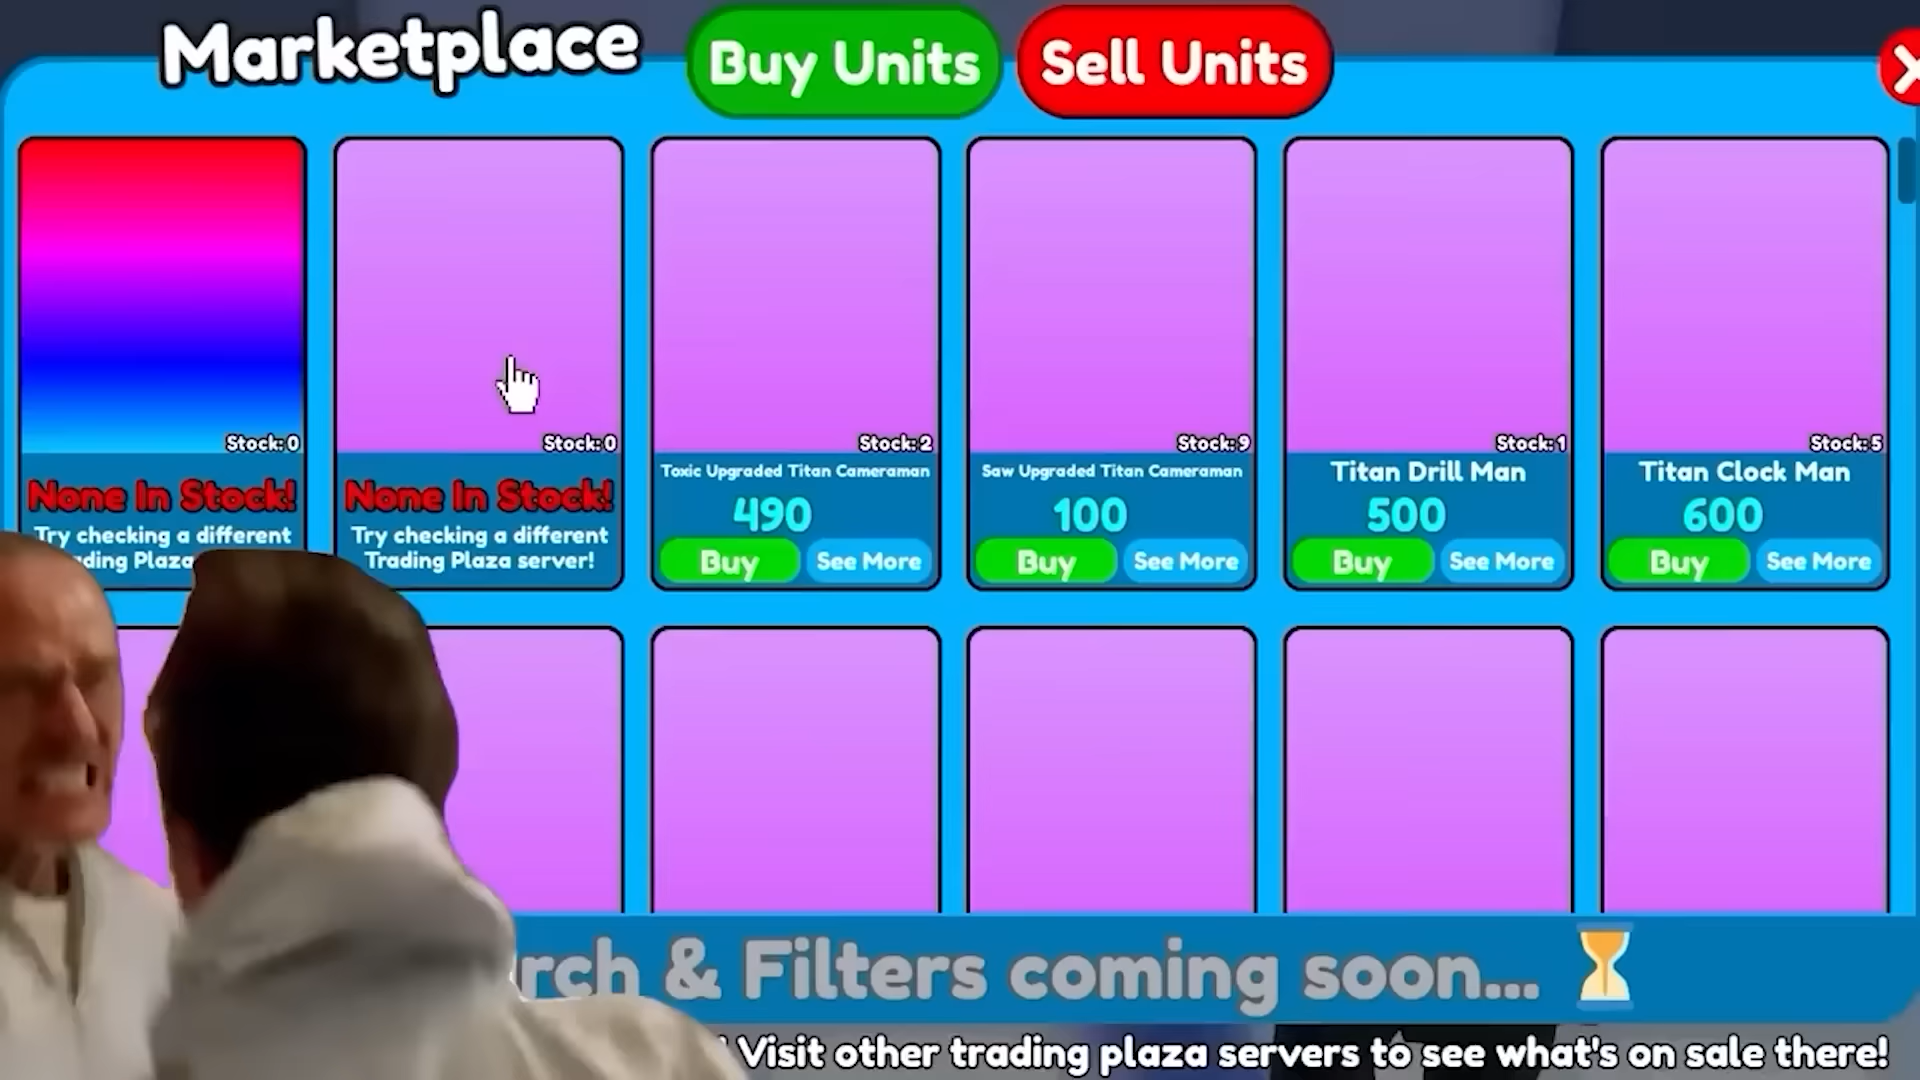 Marketplace
Buy Units
Sell Units
X
Stock: 0
None In Stock!
Try checking a different
Plaza
Stock: 0
None In Stock!
Try checking a different
Trading Plaza server!
Stock: 2
Toxic Upgraded Titan Cameraman
490
Buy
See More
Stock: 9
Saw Upgraded Titan Cameraman
100
Buy
See More
Stock: 1
Titan Drill Man
500
Buy
See More
Stock: 5
Titan Clock Man
600
Buy
See More
& Filters coming soon...
Visit other trading plaza servers to see what's on sale there!